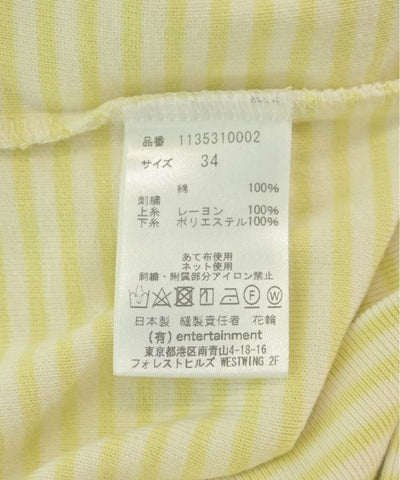 品番 1135310002
サイズ 34
綿 100%
刺繍
上糸 レーヨン 100%
下糸 ポリエステル 100%
あて布使用
ネット使用
刺繍・附属部分アイロン禁止
F W
日本製 縫製責任者 花輪
(有) entertainment
東京都港区南青山4-18-16
フォレストヒルズ WESTWING 2F